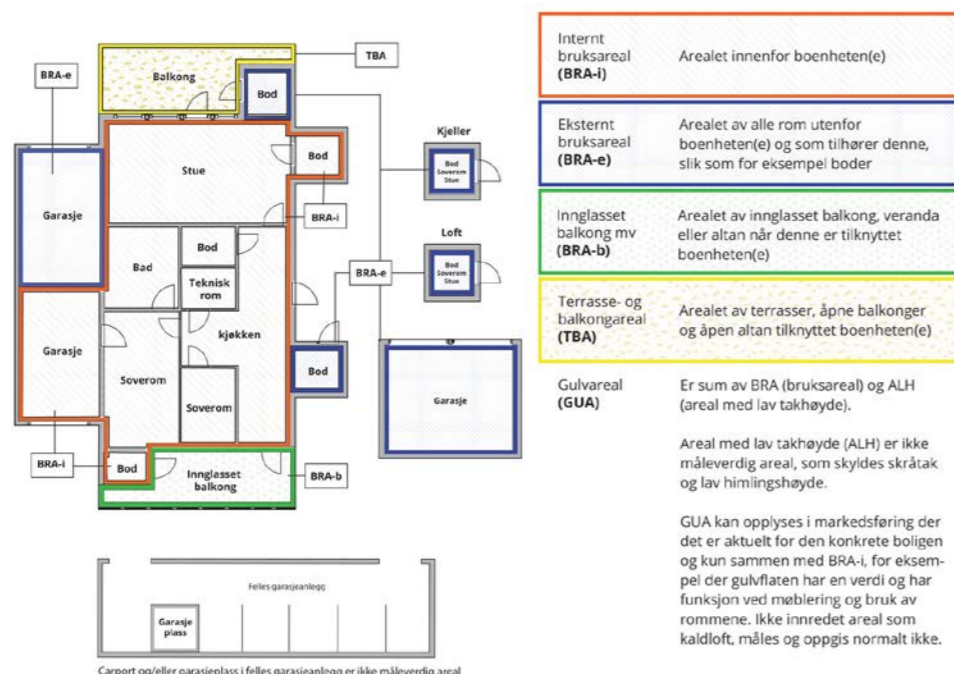 TBA
BRA-e
Balkong
Bod
Kjeller
Bod
Soverom
Stue
Stue
Bod
BRA-i
Garasje
Loft
Bod
Soverom
Stue
Bad
Bod
Teknisk
rom
BRA-e
Garasje
kjøkken
Soverom
Soverom
Bod
Garasje
BRA-i
Bod
Innglasset
balkong
BRA-b
Felles garasjeanlegg
Garasje
plass
Carport og/eller garasjeplass i felles garasjeanlegg er ikke måleverdig areal
Internt
bruksareal
(BRA-i)
Arealet innenfor boenheten(e)
Eksternt
bruksareal
(BRA-e)
Arealet av alle rom utenfor
boenheten(e) og som tilhører denne,
slik som for eksempel boder
Innglasset
balkong mv
(BRA-b)
Arealet av innglasset balkong, veranda
eller altan når denne er tilknyttet
boenheten(e)
Terrasse- og
balkongareal
(TBA)
Arealet av terrasser, åpne balkonger
og åpen altan tilknyttet boenheten(e)
Gulvareal
(GUA)
Er sum av BRA (bruksareal) og ALH
(areal med lav takhøyde).
Areal med lav takhøyde (ALH) er ikke
måleverdig areal, som skyldes skråtak
og lav himlingshøyde.
GUA kan opplyses i markedsføring der
det er aktuelt for den konkrete boligen
og kun sammen med BRA-i, for eksem-
pel der gulvflaten har en verdi og har
funksjon ved møblering og bruk av
rommene. Ikke innredet areal som
kaldloft, måles og oppgis normalt ikke.